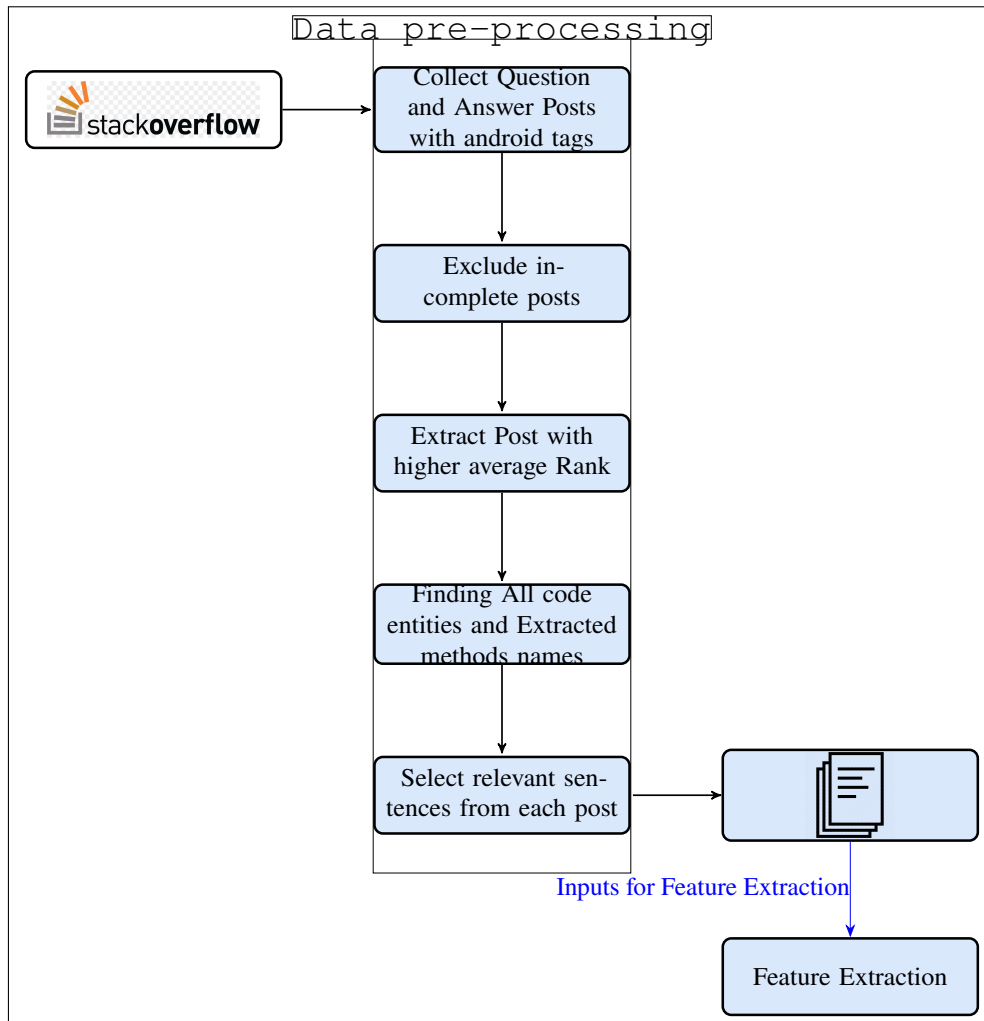 Data pre-processing
stackoverflow
Collect Question
and Answer Posts
with android tags
Exclude in-
complete posts
Extract Post with
higher average Rank
Finding All code
entities and Extracted
methods names
Select relevant sen-
tences from each post
Inputs for Feature Extraction
Feature Extraction